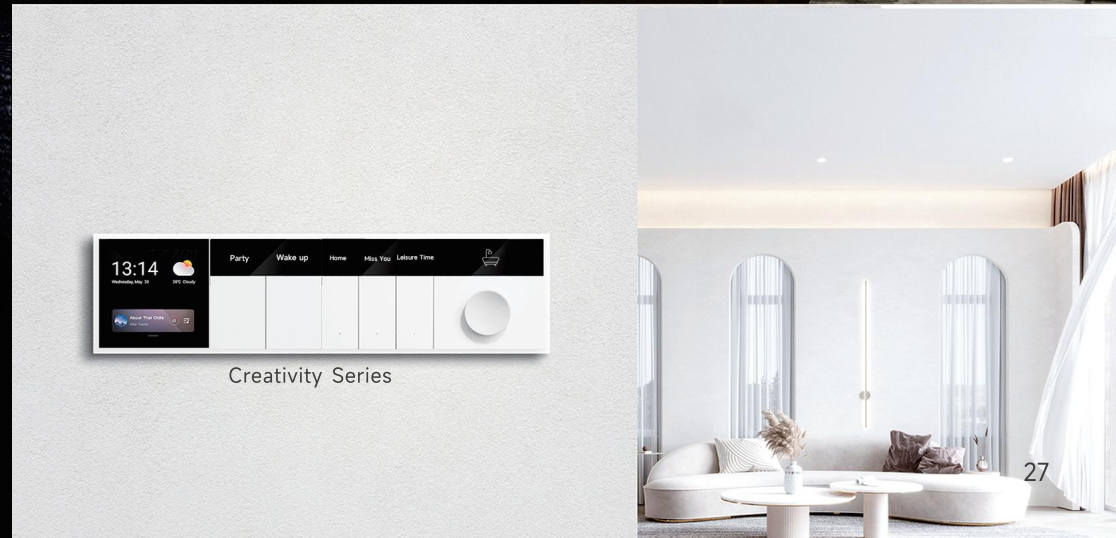 13:14
Wednesday, May. 20
26℃ Cloudy
About That Chile
Party
Wake up
Home
Miss You
Leisure Time
Creativity Series
27